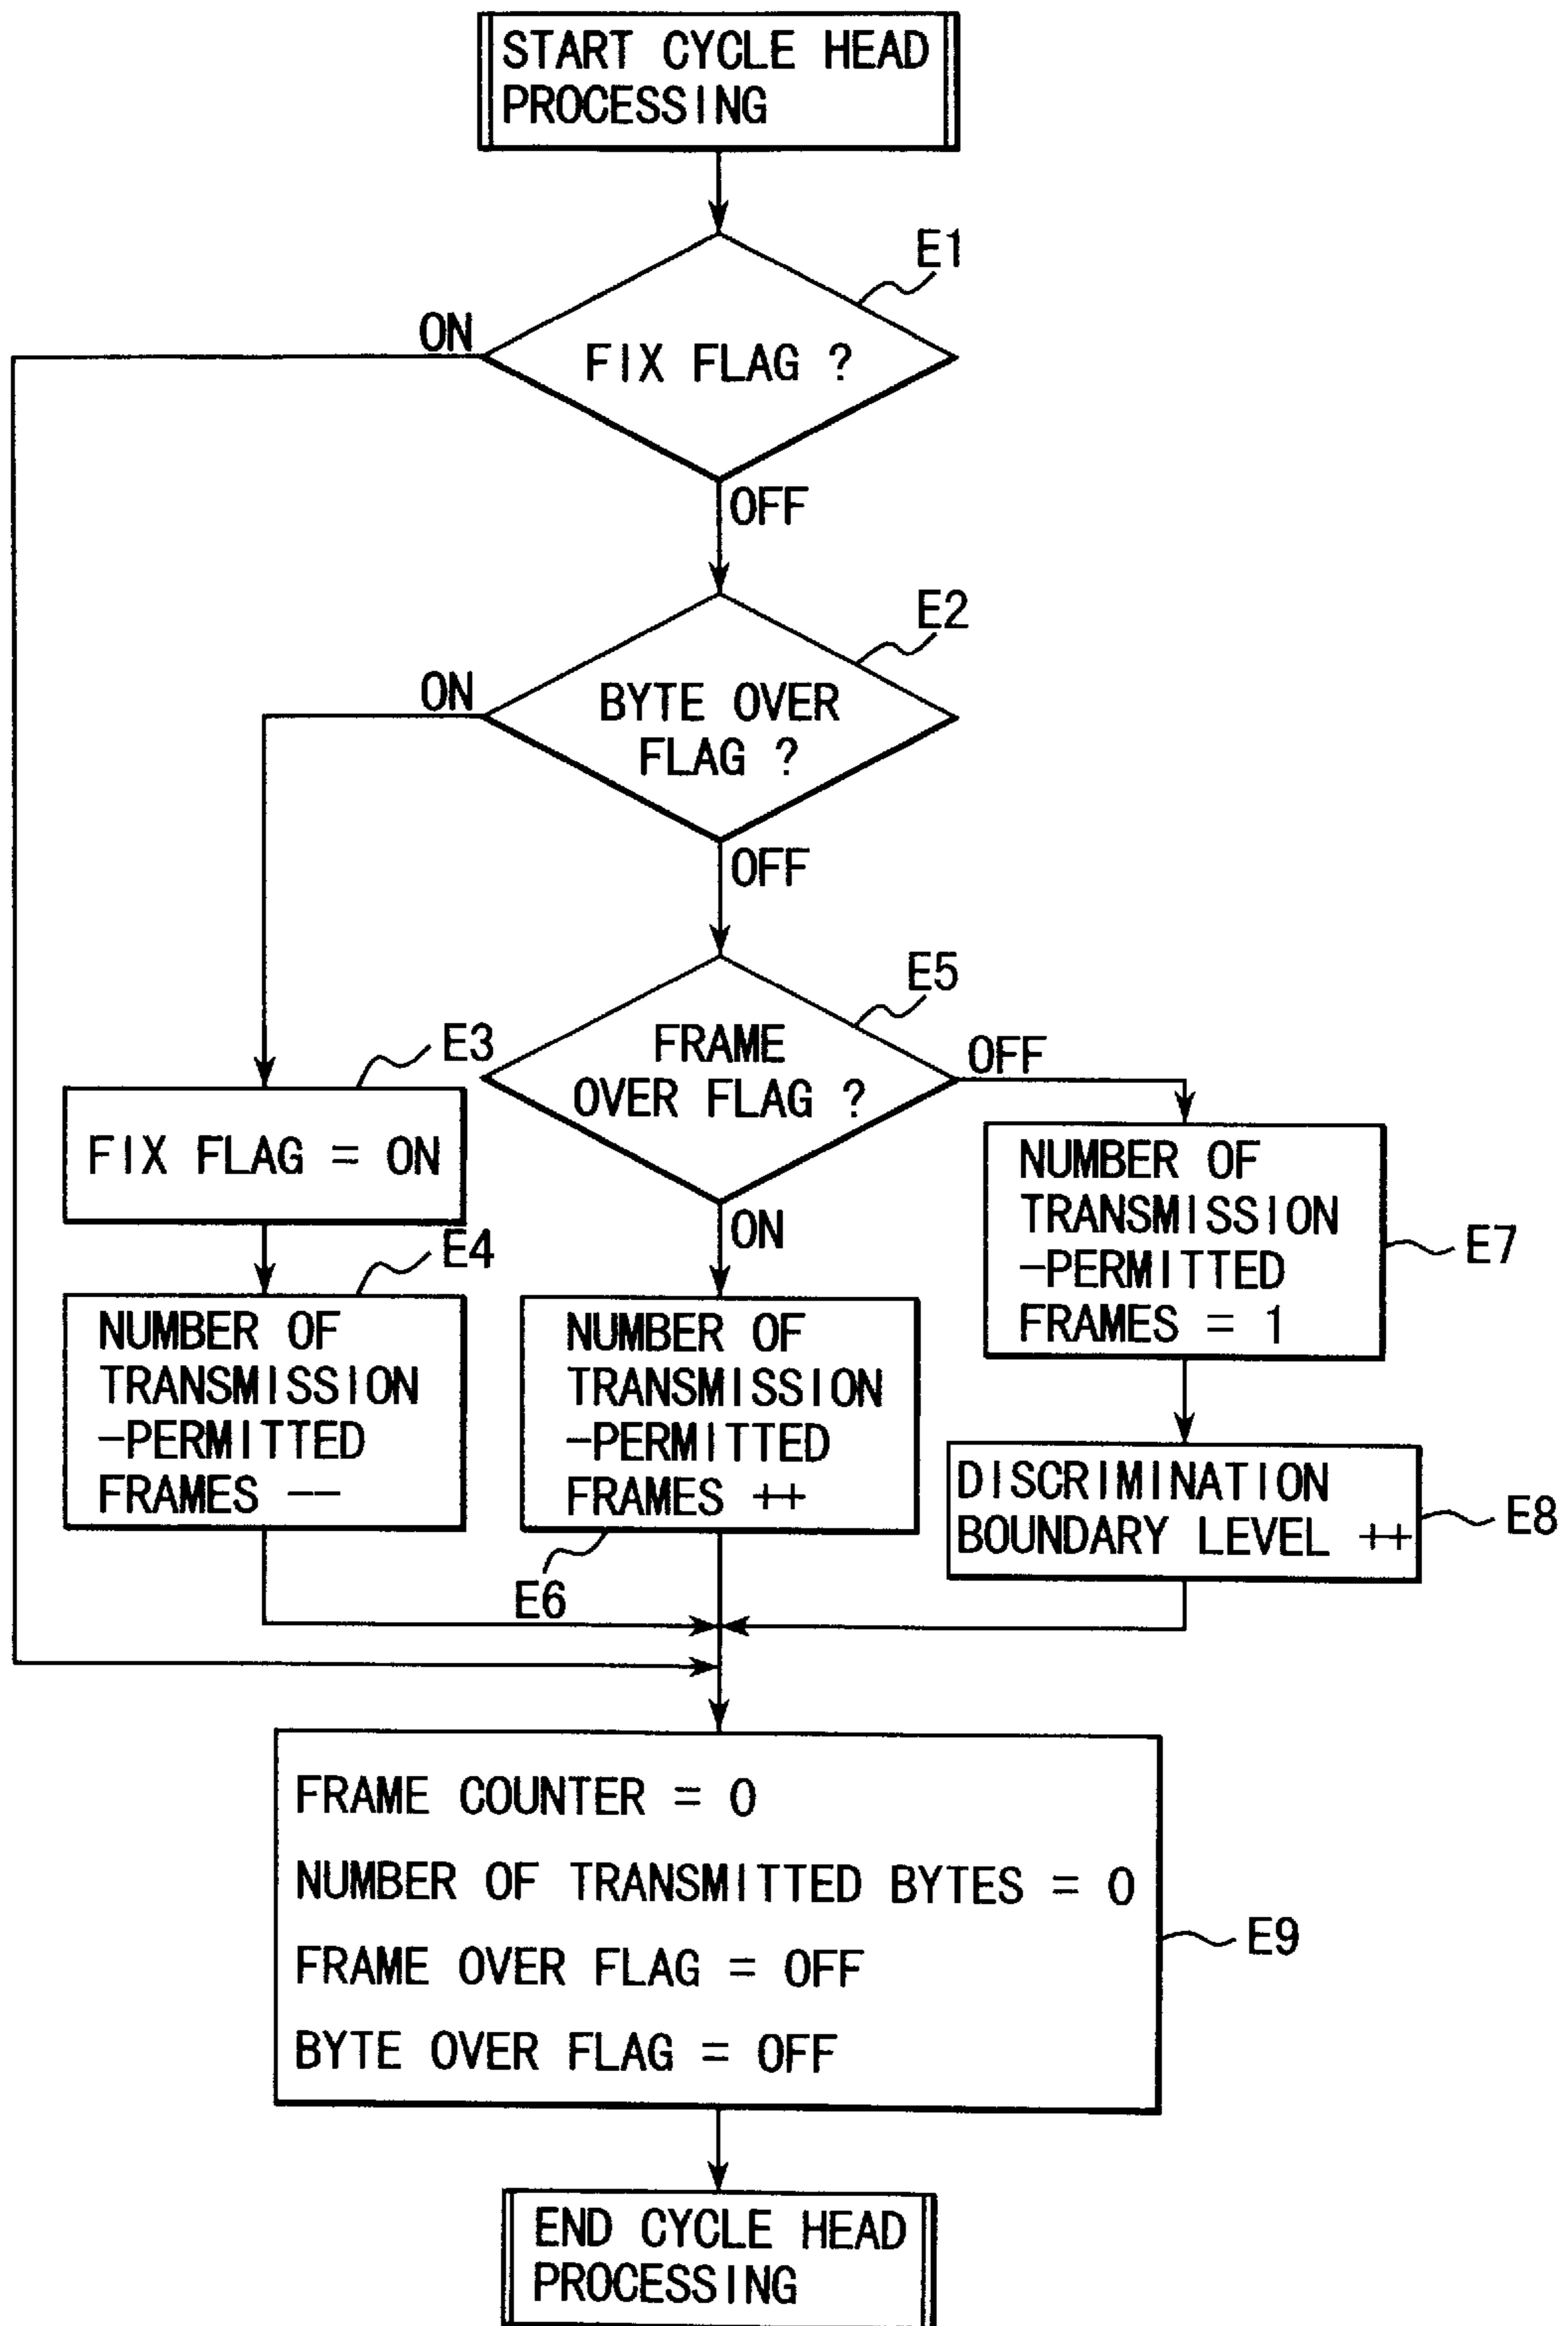 START CYCLE HEAD
PROCESSING
E1
ON
FIX FLAG ?
OFF
E2
ON
BYTE OVER
FLAG ?
OFF
E5
FRAME
OVER FLAG ?
OFF
ON
E3
FIX FLAG = ON
E4
NUMBER OF
TRANSMISSION
-PERMITTED
FRAMES --
NUMBER OF
TRANSMISSION
-PERMITTED
FRAMES ++
E6
NUMBER OF
TRANSMISSION
-PERMITTED
FRAMES = 1
E7
DISCRIMINATION
BOUNDARY LEVEL ++
E8
FRAME COUNTER = 0
NUMBER OF TRANSMITTED BYTES = 0
FRAME OVER FLAG = OFF
BYTE OVER FLAG = OFF
E9
END CYCLE HEAD
PROCESSING